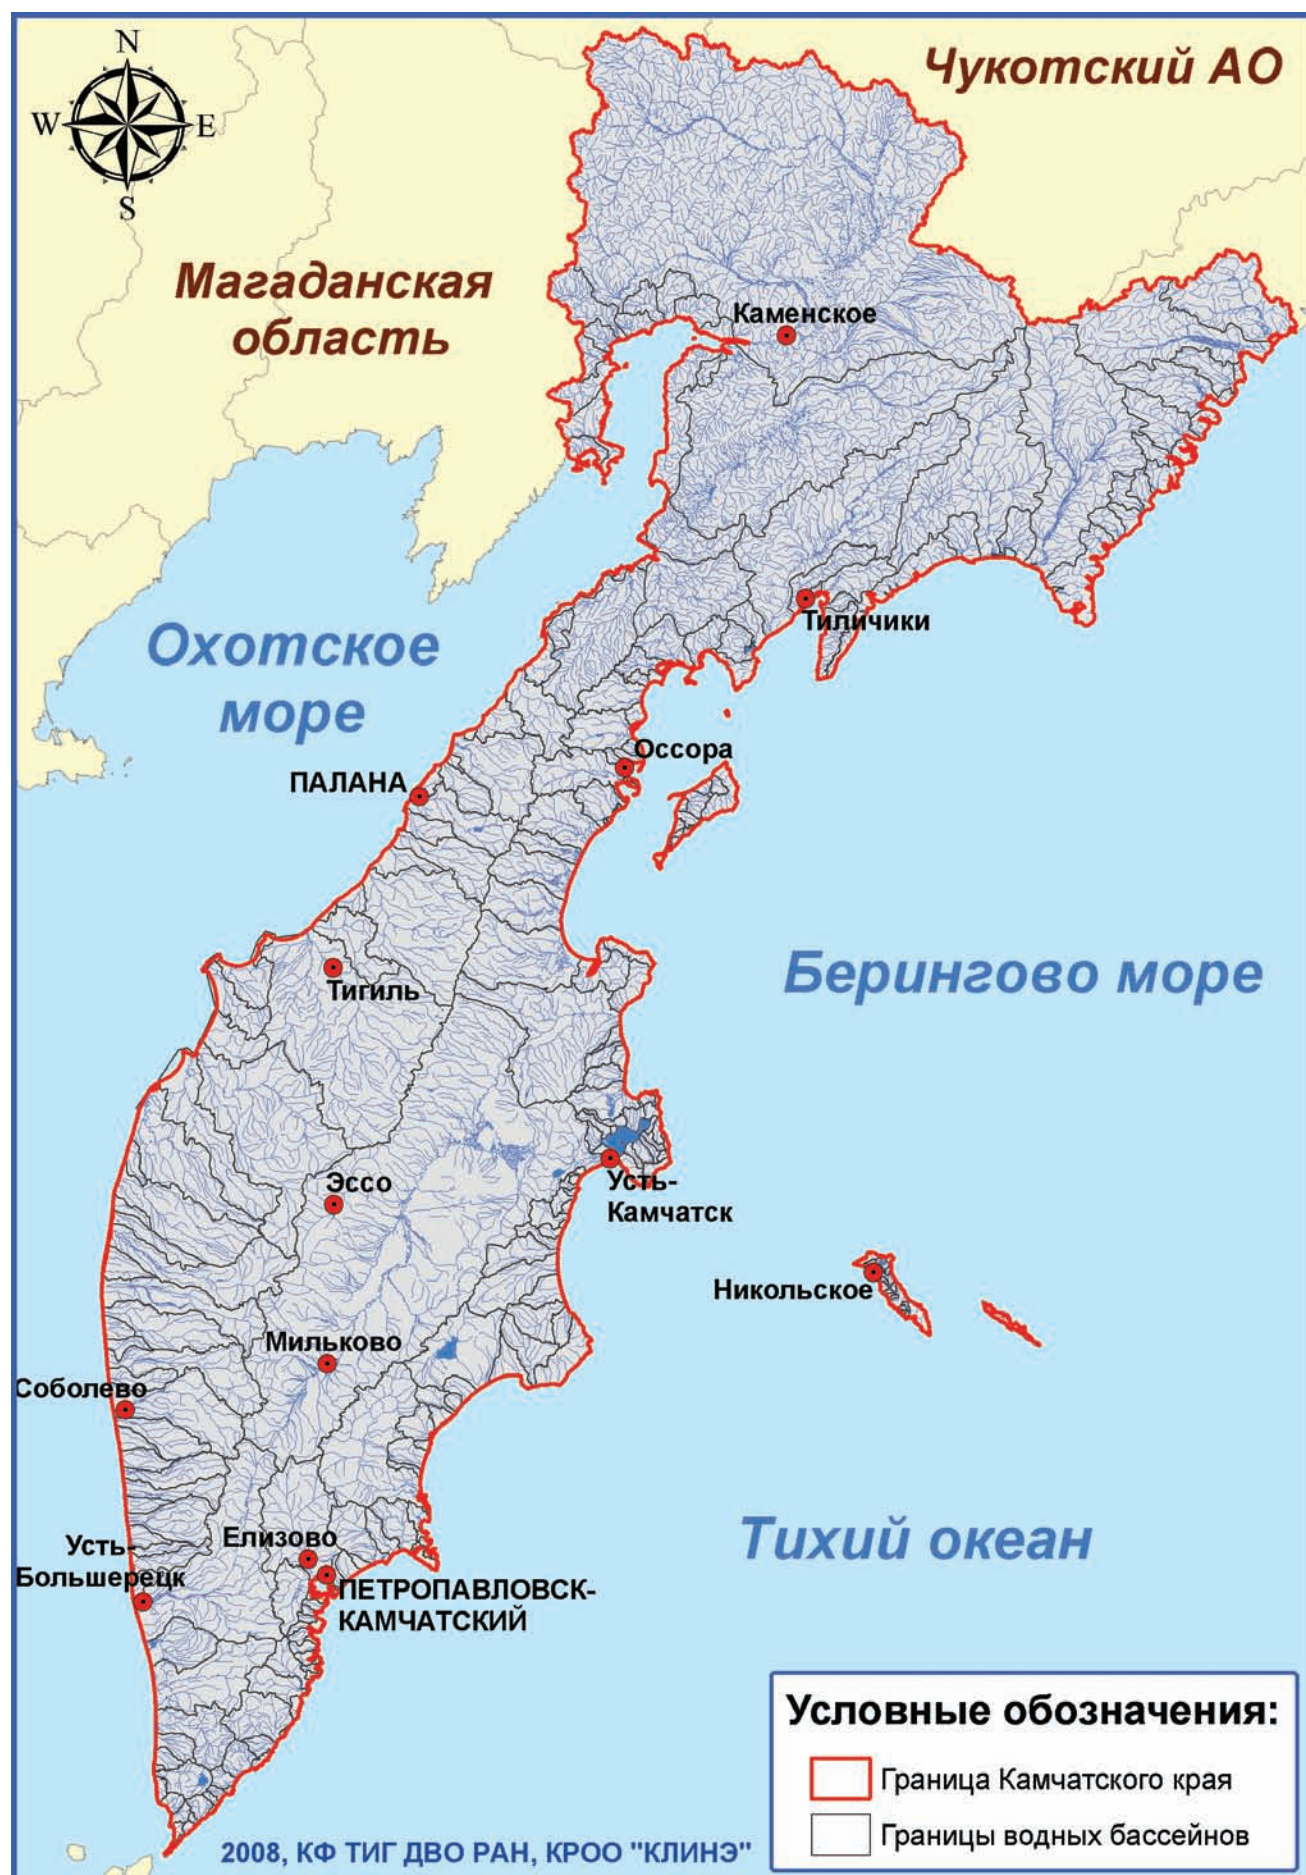 N
Чукотский АО
W
E
S
Магаданская
область
Каменское
Тиличики
Охотское
море
Оссора
ПАЛАНА
Берингово море
Тигиль
Эссо
Усть-
Камчатск
Никольское
Мильково
Соболево
Тихий океан
Елизово
Усть-
Большерецк
ПЕТРОПАВЛОВСК-
КАМЧАТСКИЙ
Условные обозначения:
Граница Камчатского края
Границы водных бассейнов
2008, КФ ТИГ ДВО РАН, КРОО "КЛИНЭ"